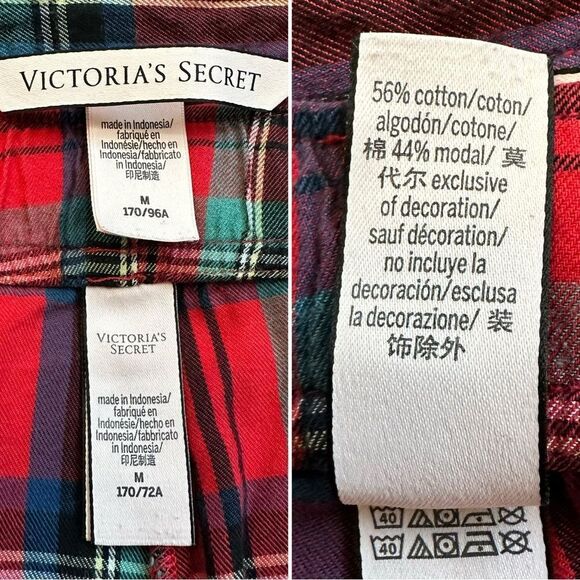 VICTORIA'S SECRET
made in Indonesia/
fabriqué en
Indonésie/hecho en
Indonesia/fabbricato
in Indonesia/
印尼制造
M
170/96A
VICTORIA'S
SECRET
made in Indonesia/
fabriqué en
Indonésie/hecho en
Indonesia/fabbricato
in Indonesia/
印尼制造
M
170/72A
56% cotton/coton/
algodón/cotone/
棉 44% modal/ 莫
代尔 exclusive
of decoration/
sauf décoration/
no incluye la
decoración/esclusa
la decorazione/ 装
饰除外
40
40